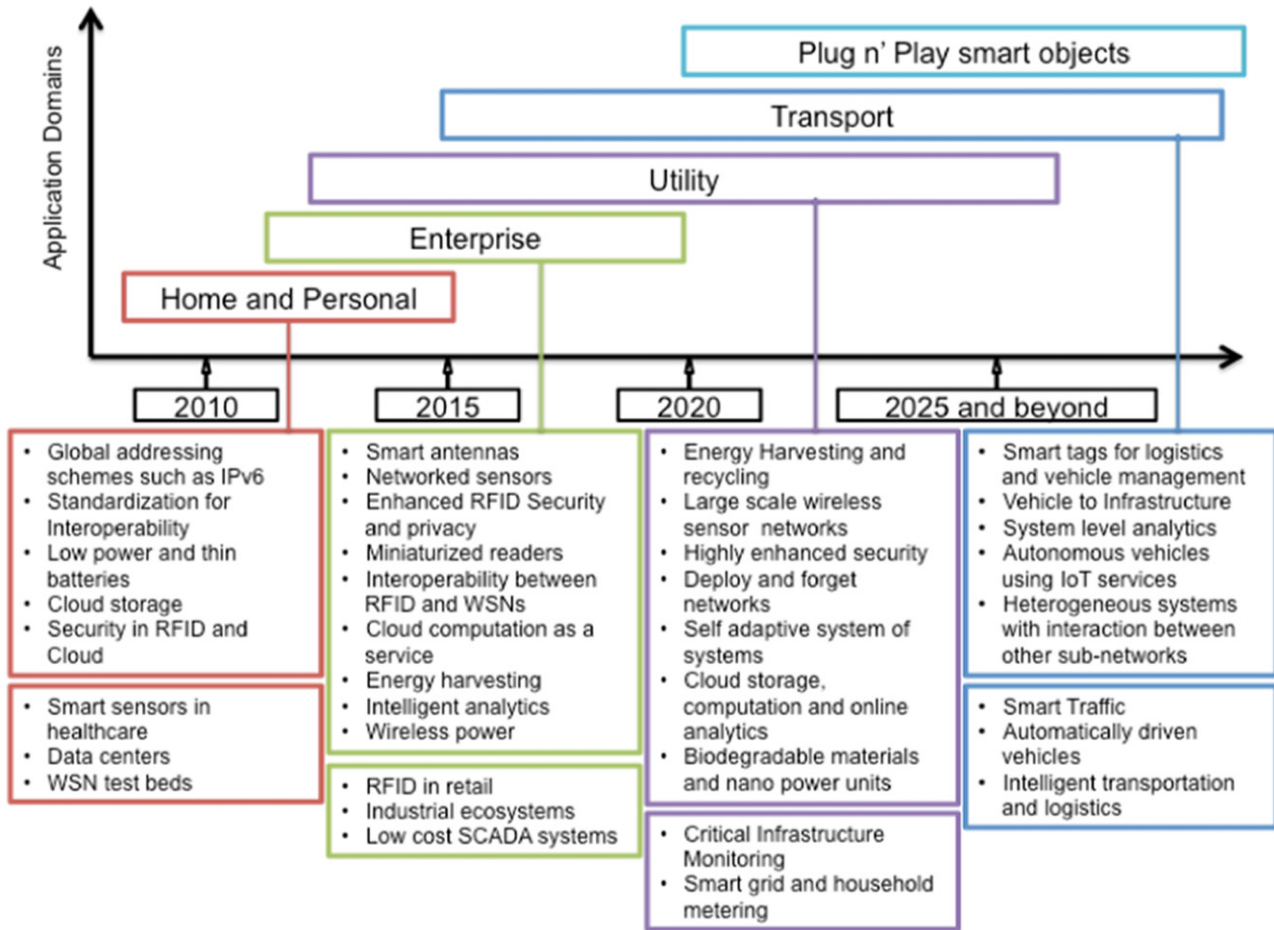 Application Domains
Plug n' Play smart objects
Transport
Utility
Enterprise
Home and Personal
2010
2015
2020
2025 and beyond
• Global addressing
schemes such as IPv6
• Standardization for
Interoperability
• Low power and thin
batteries
• Cloud storage
• Security in RFID and
Cloud
• Smart sensors in
healthcare
• Data centers
• WSN test beds
• Smart antennas
• Networked sensors
• Enhanced RFID Security
and privacy
• Miniaturized readers
• Interoperability between
RFID and WSNs
• Cloud computation as a
service
• Energy harvesting
• Intelligent analytics
• Wireless power
• RFID in retail
• Industrial ecosystems
• Low cost SCADA systems
• Energy Harvesting and
recycling
• Large scale wireless
sensor networks
• Highly enhanced security
• Deploy and forget
networks
• Self adaptive system of
systems
• Cloud storage,
computation and online
analytics
• Biodegradable materials
and nano power units
• Critical Infrastructure
Monitoring
• Smart grid and household
metering
• Smart tags for logistics
and vehicle management
• Vehicle to Infrastructure
• System level analytics
• Autonomous vehicles
using IoT services
• Heterogeneous systems
with interaction between
other sub-networks
• Smart Traffic
• Automatically driven
vehicles
• Intelligent transportation
and logistics